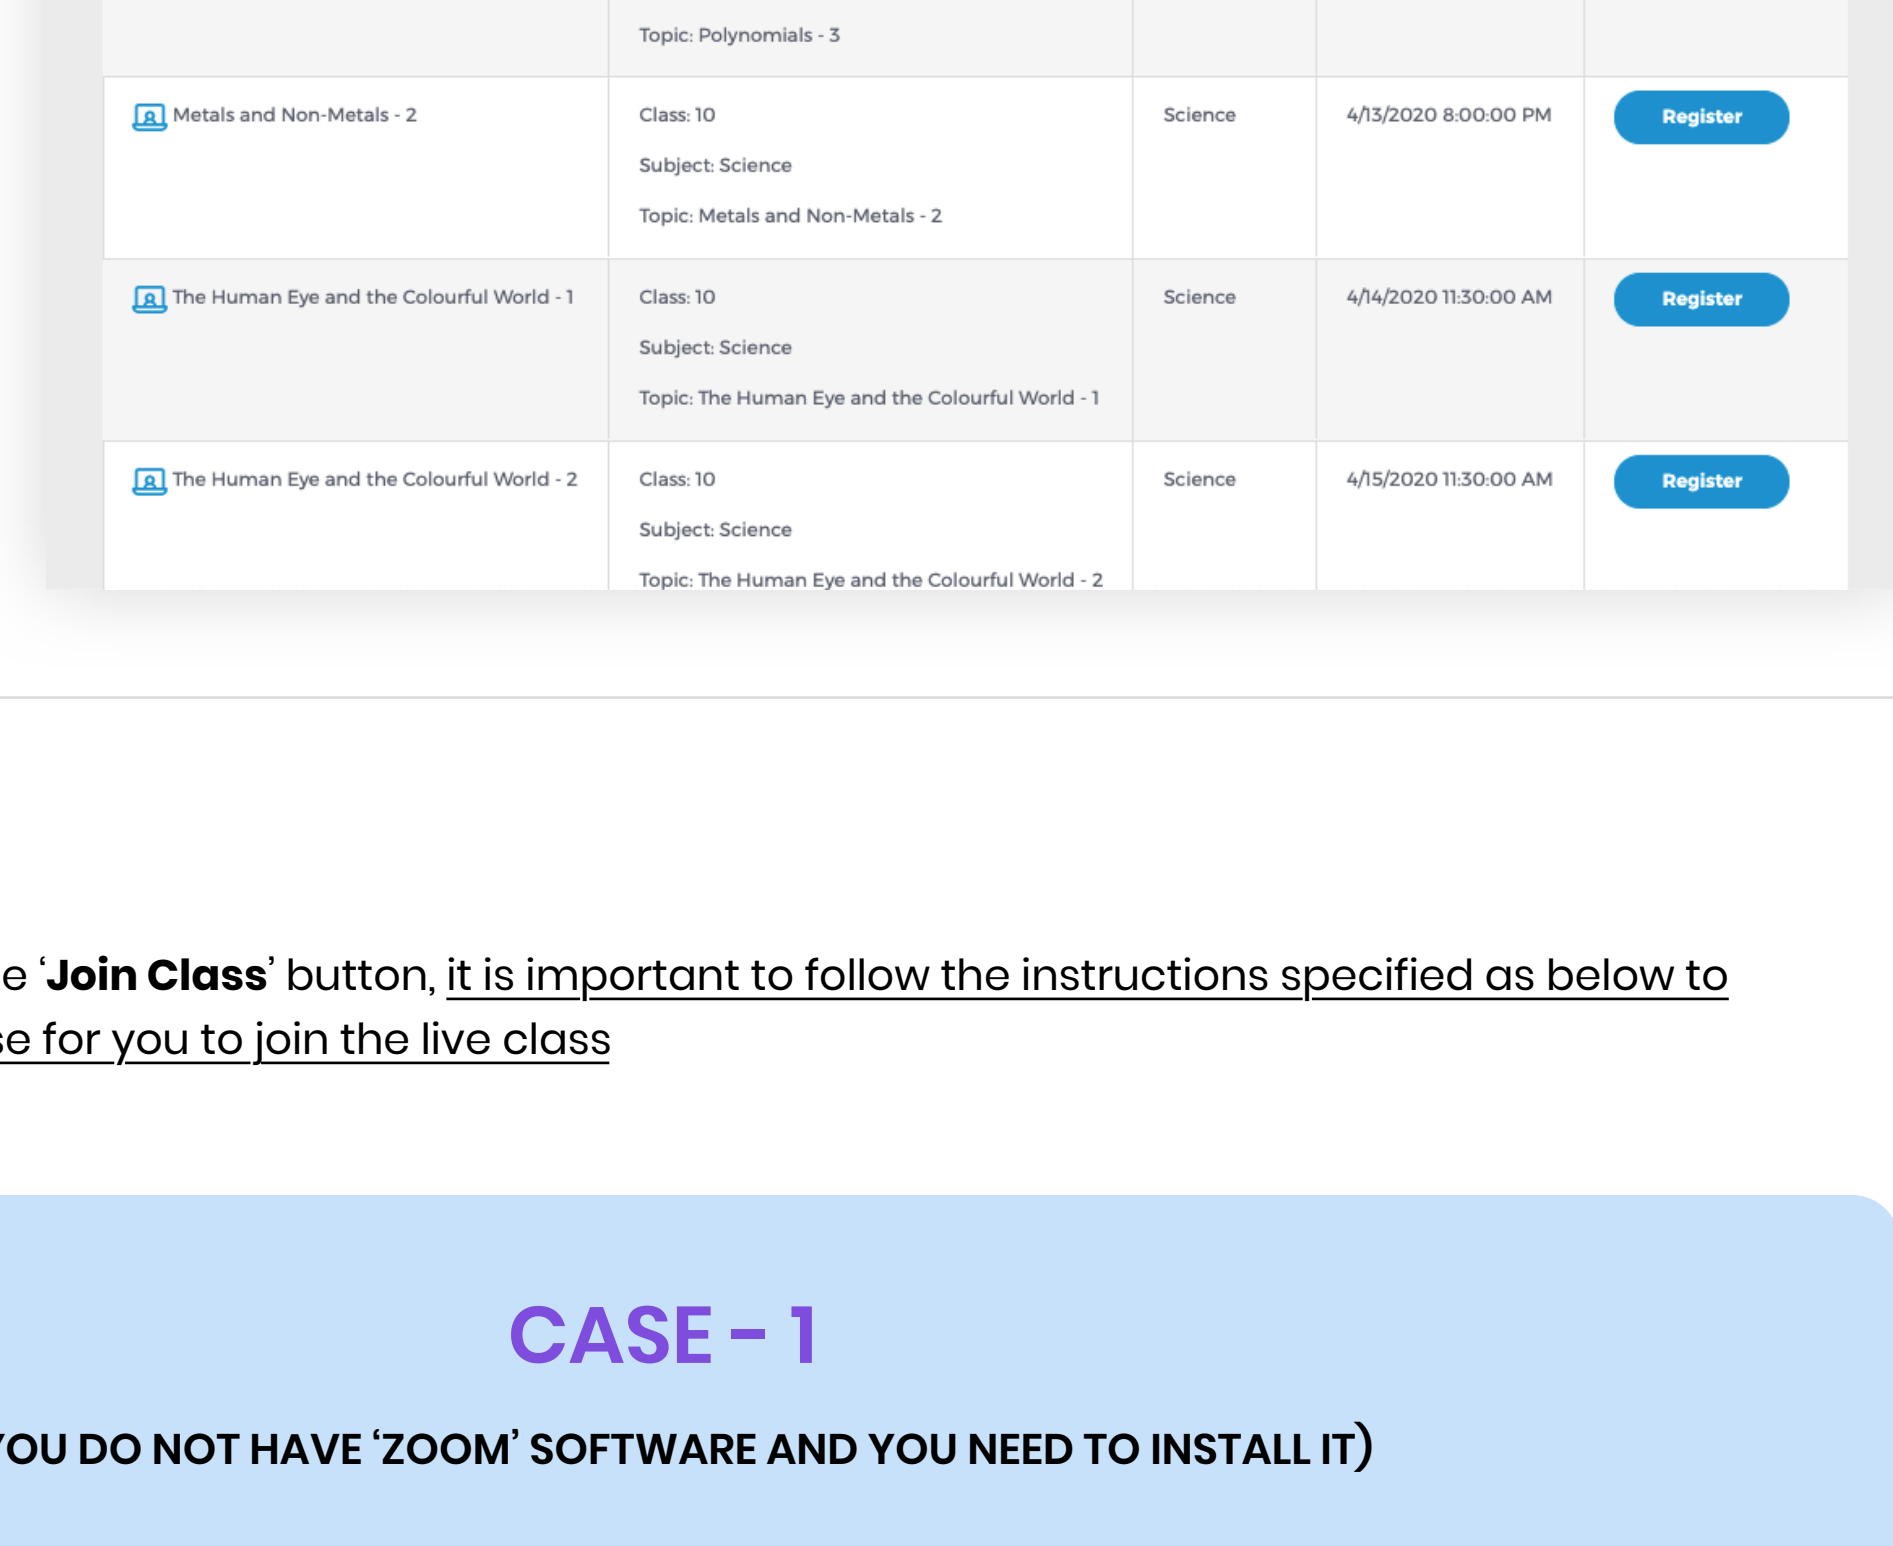 Topic: Polynomials - 3
Metals and Non-Metals - 2
Class: 10
Science
4/13/2020 8:00:00 PM
Register
Subject: Science
Topic: Metals and Non-Metals - 2
The Human Eye and the Colourful World - 1
Class: 10
Science
4/14/2020 11:30:00 AM
Register
Subject: Science
Topic: The Human Eye and the Colourful World - 1
The Human Eye and the Colourful World - 2
Class: 10
Science
4/15/2020 11:30:00 AM
Register
Subject: Science
Topic: The Human Eye and the Colourful World - 2
‘Join Class’ button, it is important to follow the instructions specified as below to
for you to join the live class
CASE - 1
YOU DO NOT HAVE ‘ZOOM’ SOFTWARE AND YOU NEED TO INSTALL IT)